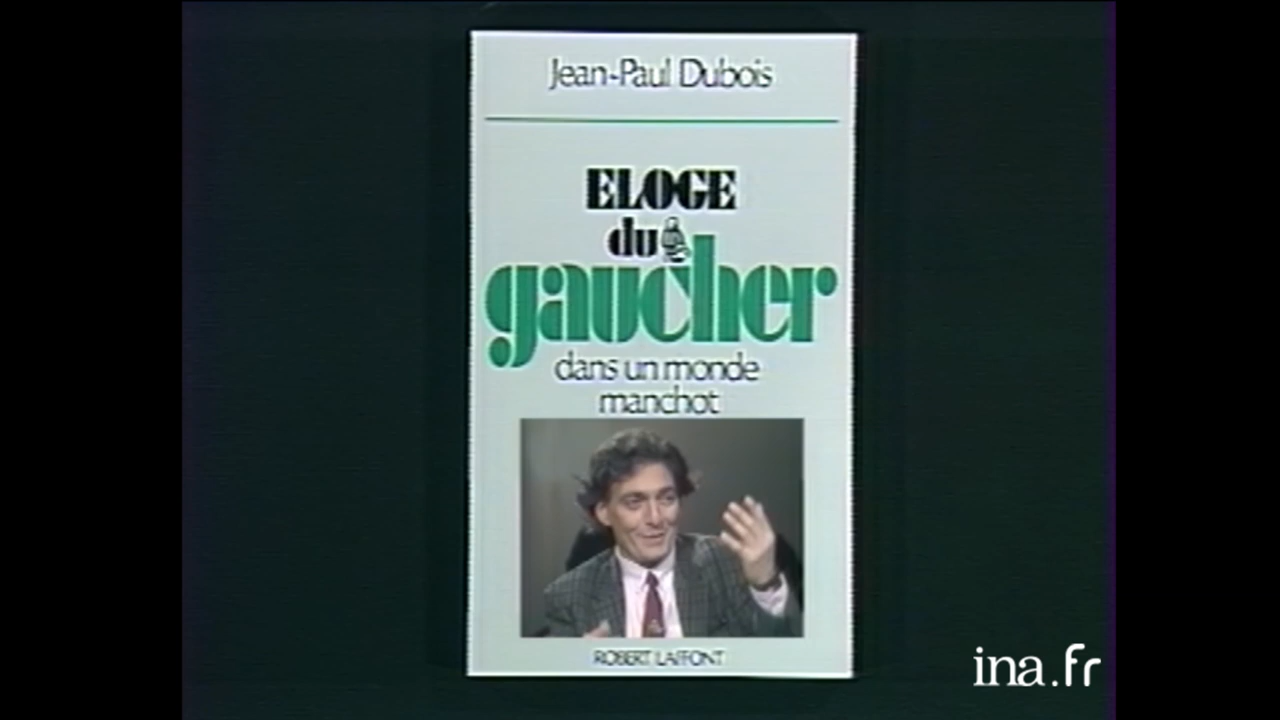 Jean-Paul Dubois
ELOGE
du
gaucher
dans un monde
manchot
ROBERT LAFFONT
ina.fr